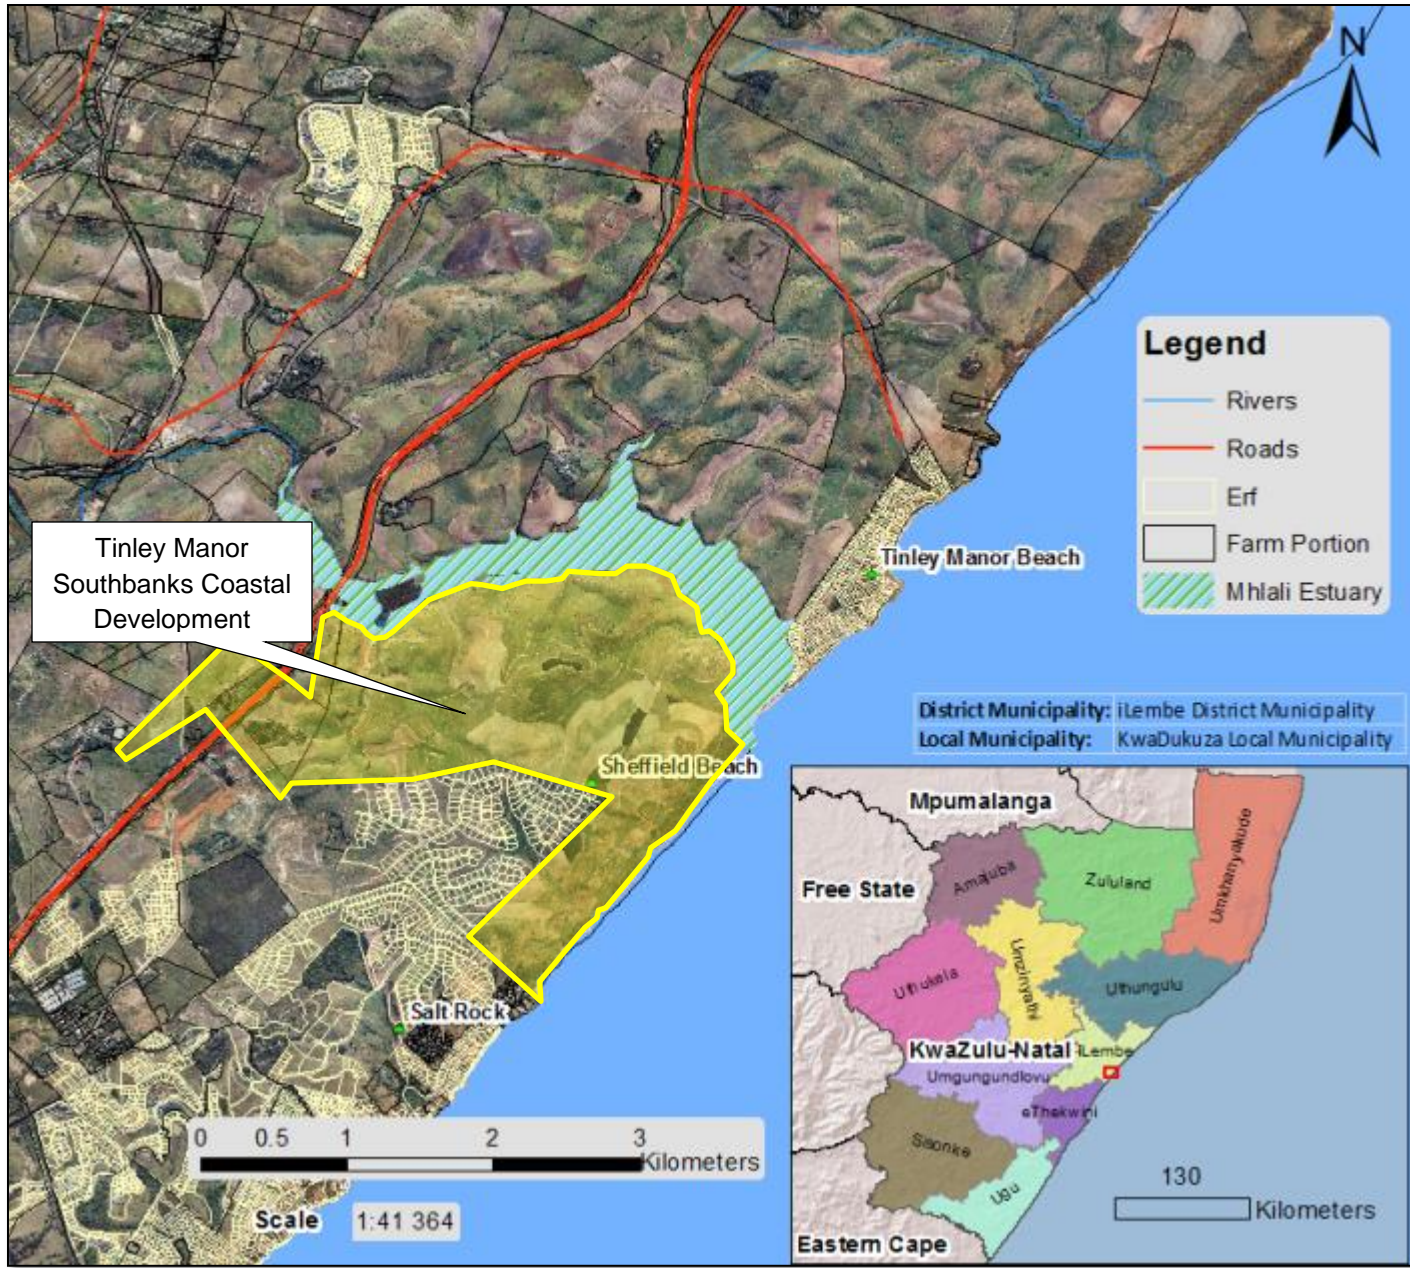 N
Legend
Rivers
Roads
Erf
Farm Portion
Mhlali Estuary
Tinley Manor
Southbanks Coastal
Development
Tinley Manor Beach
Sheffield Beach
Salt Rock
District Municipality: iLembe District Municipality
Local Municipality: KwaDukuza Local Municipality
Mpumalanga
Free State
Amajuba
Zululand
Umkhanyakude
Uthukela
Umzinyathi
Uthungulu
KwaZulu-Natal
iLembe
Umgungundlovu
eThekwini
Sisonke
Ugu
Eastern Cape
130
Kilometers
0 0.5 1 2 3
Kilometers
Scale 1:41 364